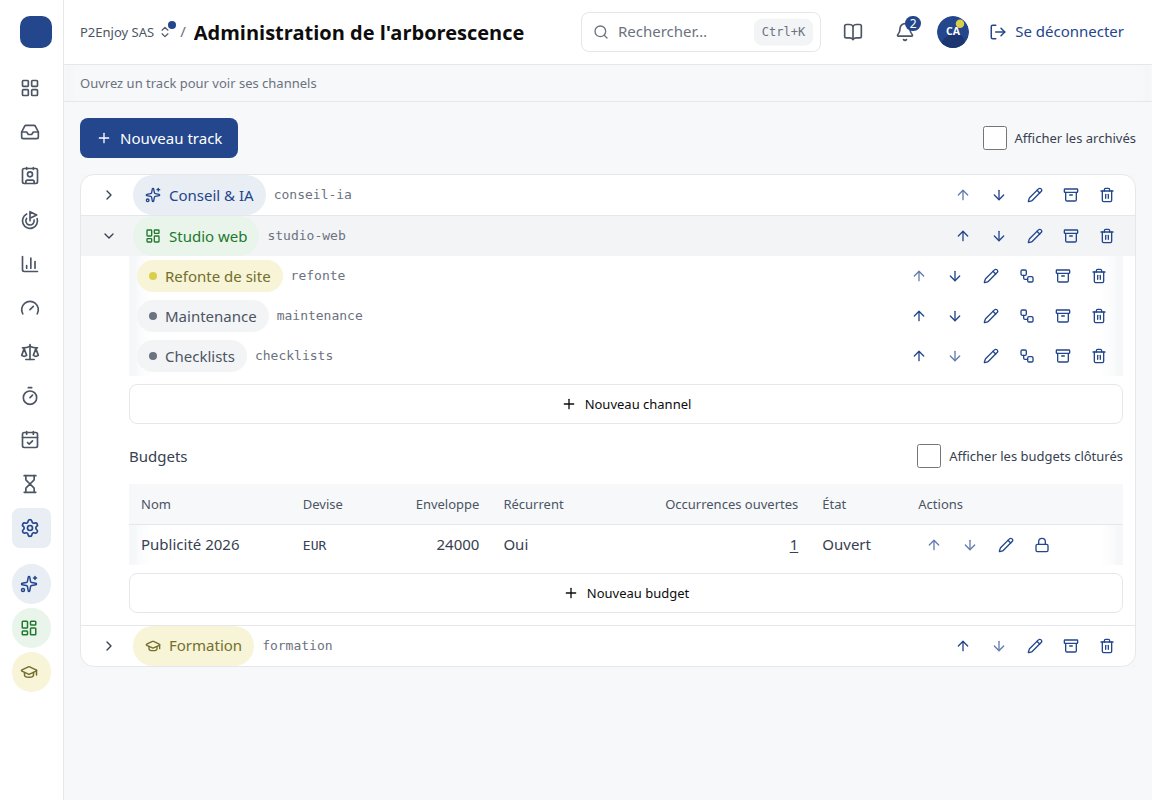 P2Enjoy SAS / Administration de l'arborescence Rechercher... Ctrl+K 2 CA Se déconnecter
Ouvrez un track pour voir ses channels
Nouveau track Afficher les archivés
Conseil & IA conseil-ia
Studio web studio-web
Refonte de site refonte
Maintenance maintenance
Checklists checklists
Nouveau channel
Budgets Afficher les budgets clôturés
Nom Devise Enveloppe Récurrent Occurrences ouvertes État Actions
Publicité 2026 EUR 24000 Oui 1 Ouvert
Nouveau budget
Formation formation